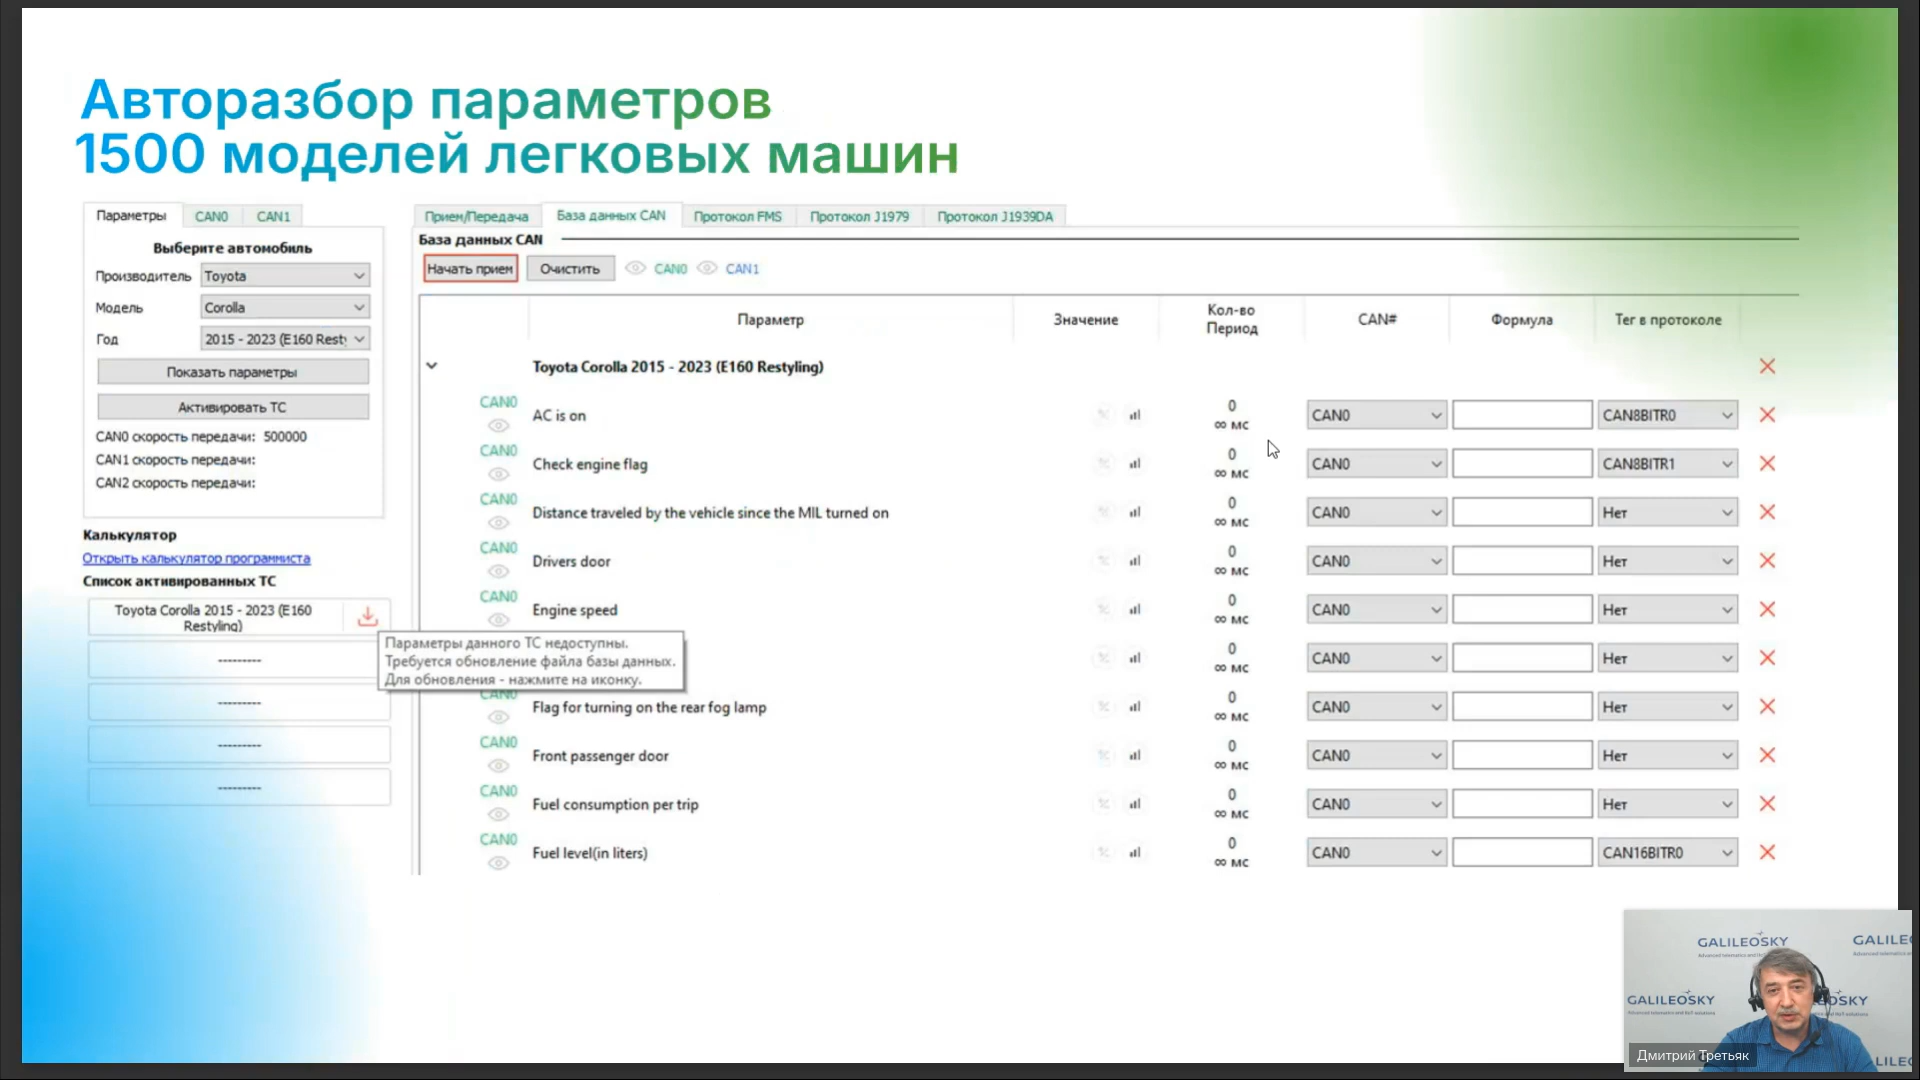 Авторазбор параметров
1500 моделей легковых машин
Параметры CAN0 CAN1
Выберите автомобиль
Производитель Toyota
Модель Corolla
Год 2015 - 2023 (E160 Rest
Показать параметры
Активировать ТС
CAN0 скорость передачи: 500000
CAN1 скорость передачи:
CAN2 скорость передачи:
Калькулятор
Открыть калькулятор программиста
Список активированных ТС
Toyota Corolla 2015 - 2023 (E160
Restyling)
---------
---------
---------
---------
Параметры данного ТС недоступны.
Требуется обновление файла базы данных.
Для обновления - нажмите на иконку.
Прием/Передача База данных CAN Протокол FMS Протокол J1979 Протокол J1939DA
База данных CAN
Начать прием Очистить CAN0 CAN1
Параметр Значение Кол-во Период CAN# Формула Тег в протоколе
Toyota Corolla 2015 - 2023 (E160 Restyling)
CAN0 AC is on 0 ∞ мс CAN0 CAN8BITR0
CAN0 Check engine flag 0 ∞ мс CAN0 CAN8BITR1
CAN0 Distance traveled by the vehicle since the MIL turned on 0 ∞ мс CAN0 Нет
CAN0 Drivers door 0 ∞ мс CAN0 Нет
CAN0 Engine speed 0 ∞ мс CAN0 Нет
0 ∞ мс CAN0 Нет
CAN0 Flag for turning on the rear fog lamp 0 ∞ мс CAN0 Нет
CAN0 Front passenger door 0 ∞ мс CAN0 Нет
CAN0 Fuel consumption per trip 0 ∞ мс CAN0 Нет
CAN0 Fuel level(in liters) 0 ∞ мс CAN0 CAN16BITR0
GALILEOSKY GALILE
GALILEOSKY OSKY
LILEO
Дмитрий Третьяк